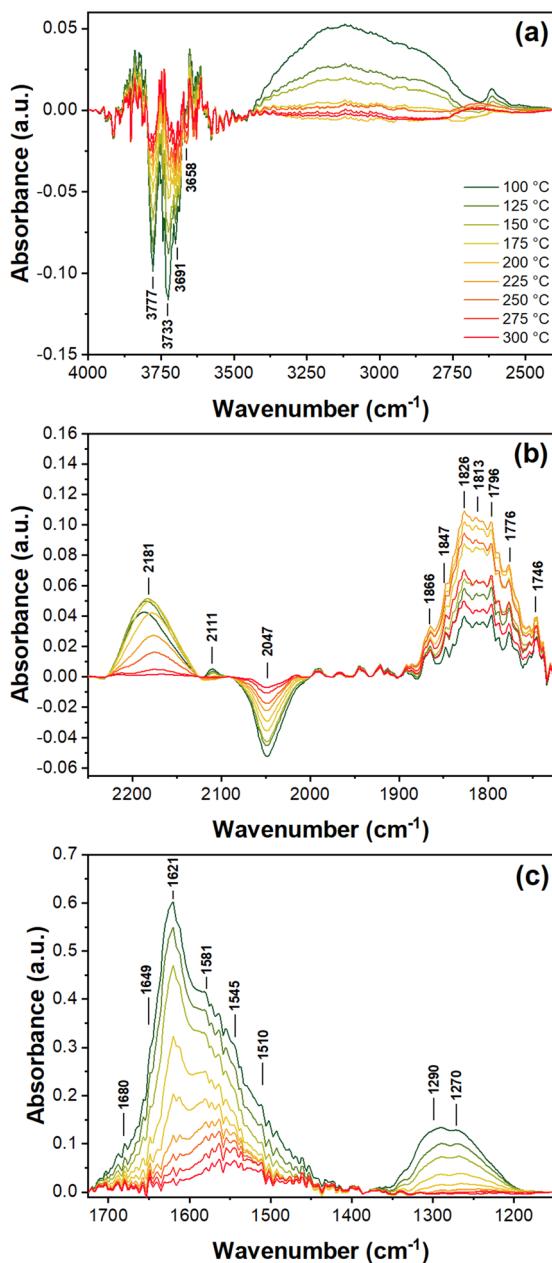 (a)
0.05
0.00
-0.05
-0.10
-0.15
Absorbance (a.u.)
3777
3733
3691
3658
100 °C
125 °C
150 °C
175 °C
200 °C
225 °C
250 °C
275 °C
300 °C
4000 3750 3500 3250 3000 2750 2500
Wavenumber (cm-1)
(b)
0.16
0.14
0.12
0.10
0.08
0.06
0.04
0.02
0.00
-0.02
-0.04
-0.06
Absorbance (a.u.)
2181
2111
2047
1866
1847
1826
1813
1796
1776
1746
2200 2100 2000 1900 1800
Wavenumber (cm-1)
(c)
0.7
0.6
0.5
0.4
0.3
0.2
0.1
0.0
Absorbance (a.u.)
1680
1649
1621
1581
1545
1510
1290
1270
1700 1600 1500 1400 1300 1200
Wavenumber (cm-1)